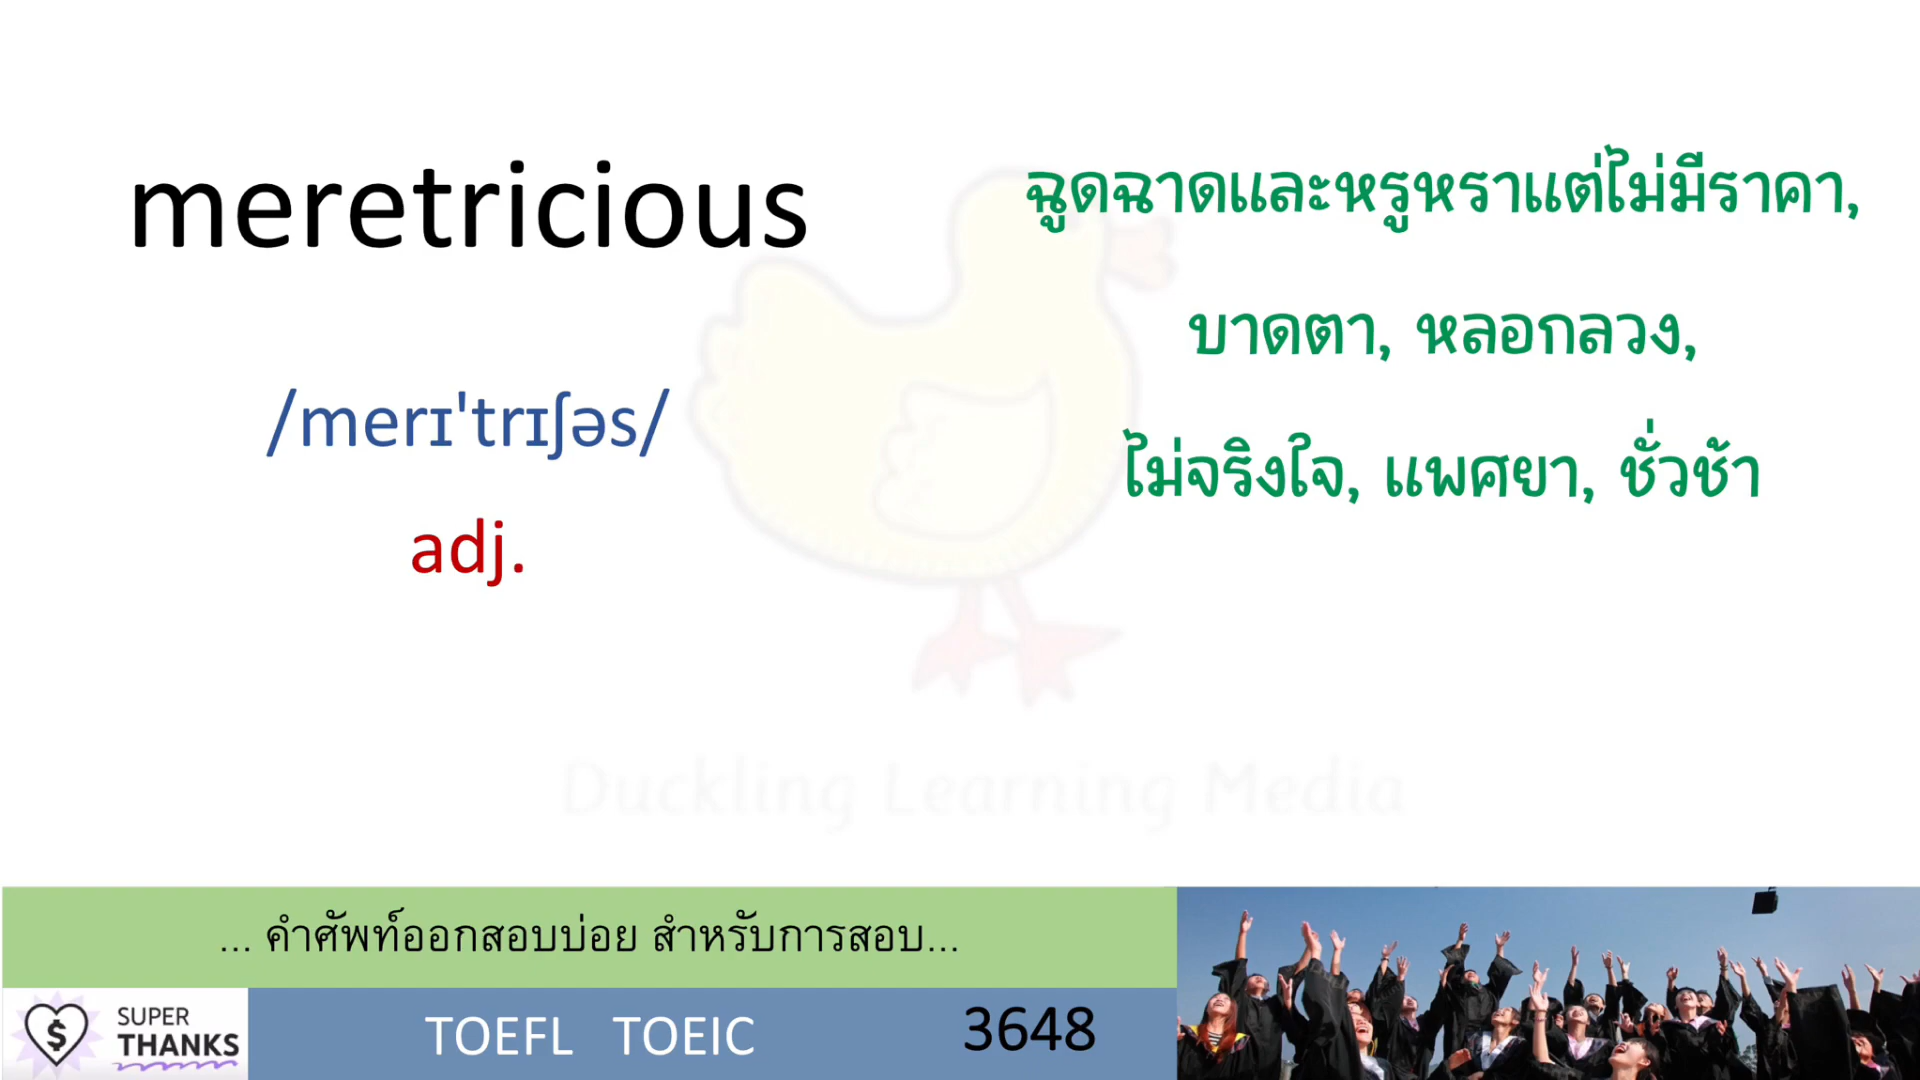 meretricious
/merɪˈtrɪʃəs/
adj.
ฉูดฉาดและหรูหราแต่ไม่มีราคา,
บาดตา, หลอกลวง,
ไม่จริงใจ, แพศยา, ชั่วช้า
Duckling Learning Media
... คำศัพท์ออกสอบบ่อย สำหรับการสอบ...
SUPER
THANKS
TOEFL TOEIC
3648